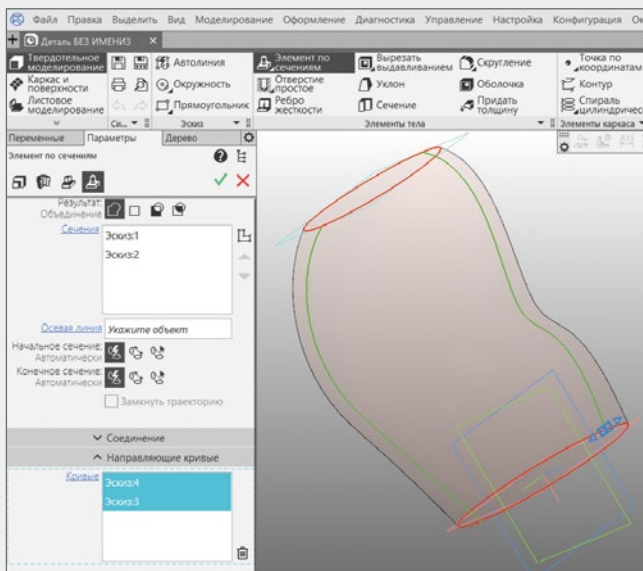 Файл Правка Выделить Вид Моделирование Оформление Диагностика Управление Настройка Конфигурация
Деталь БЕЗ ИМЕНИ3
Твердотельное моделирование
Каркас и поверхности
Листовое моделирование
Си...
Автолиния
Окружность
Прямоугольник
Эскиз
Элемент по сечениям
Отверстие простое
Ребро жесткости
Вырезать выдавливанием
Уклон
Сечение
Скругление
Оболочка
Придать толщину
Элементы тела
Точка по координатам
Контур
Спираль цилиндрическ
Элементы каркаса
Переменные Параметры Дерево
Элемент по сечениям
Результат:
Объединение
Сечения
Эскиз:1
Эскиз:2
Осевая линия Укажите объект
Начальное сечение:
Автоматически
Конечное сечение:
Автоматически
Замкнуть траекторию
Соединение
Направляющие кривые
Кривые
Эскиз:4
Эскиз:3